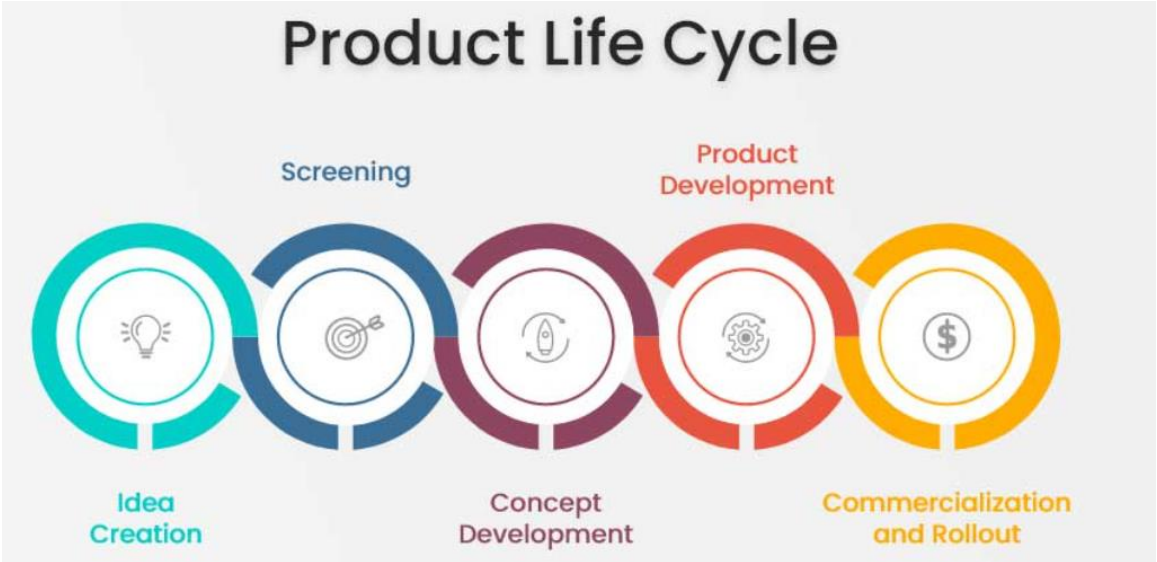 Product Life Cycle
Idea
Creation
Screening
Concept
Development
Product
Development
$
Commercialization
and Rollout